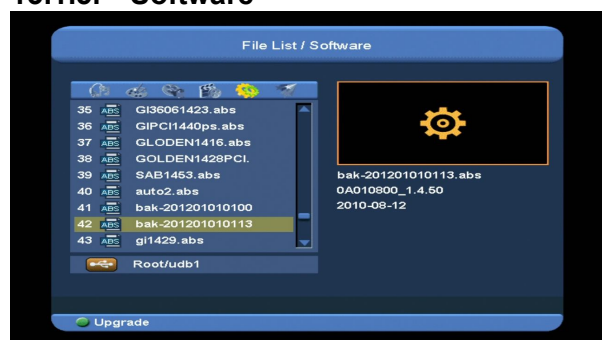 Software
File List / Software
35 ABS GI36061423.abs
36 ABS GIPCI1440ps.abs
37 ABS GLODEN1416.abs
38 ABS GOLDEN1428PCI.
39 ABS SAB1453.abs
40 ABS auto2.abs
41 ABS bak-201201010100
42 ABS bak-201201010113
43 ABS gi1429.abs
bak-201201010113.abs
0A010800_1.4.50
2010-08-12
Root/udb1
Upgrade